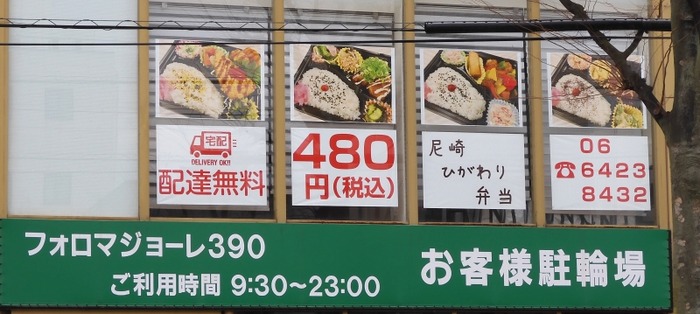 宅配
DELIVERY OK!!
配達無料
480
円(税込)
尼崎
ひがわり
弁当
06
☎6423
8432
フォロマジョーレ390
ご利用時間 9:30～23:00
お客様駐輪場